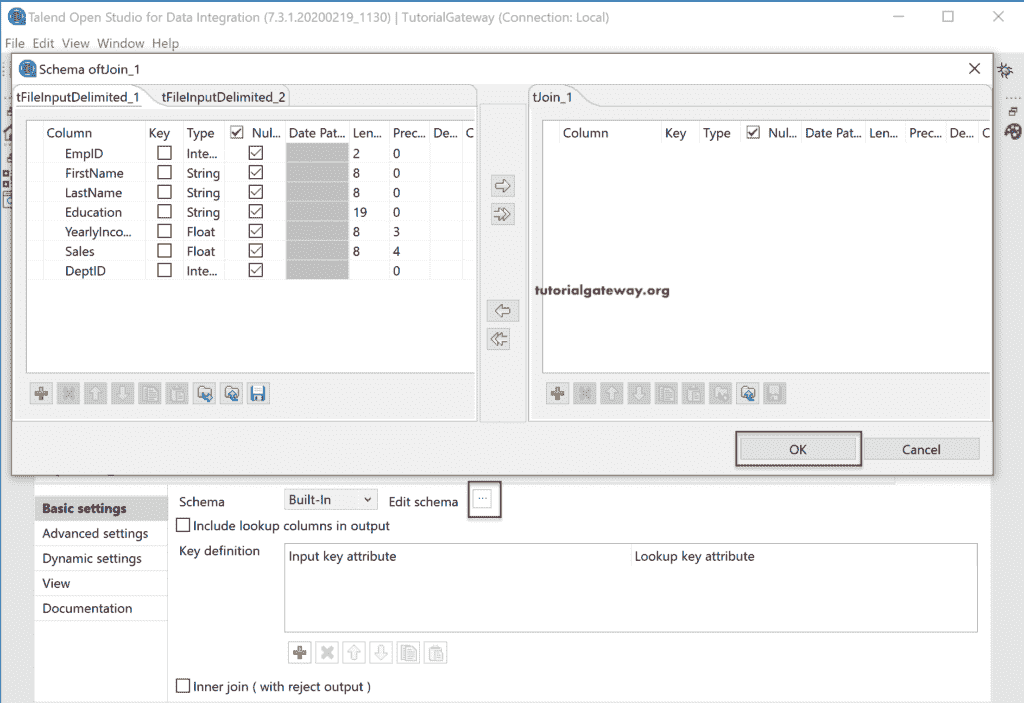 Talend Open Studio for Data Integration (7.3.1.20200219_1130) | TutorialGateway (Connection: Local)
File Edit View Window Help
Schema oftJoin_1
tFileInputDelimited_1 tFileInputDelimited_2 tJoin_1
Column Key Type Nul... Date Pat... Len... Prec... De... C Column Key Type Nul... Date Pat... Len... Prec... De... C
EmpID Inte... 2 0
FirstName String 8 0
LastName String 8 0
Education String 19 0
YearlyInco... Float 8 3
Sales Float 8 4
DeptID Inte... 0
tutorialgateway.org
OK Cancel
Basic settings Schema Built-In Edit schema ...
Advanced settings Include lookup columns in output
Dynamic settings Key definition Input key attribute Lookup key attribute
View
Documentation
Inner join ( with reject output )